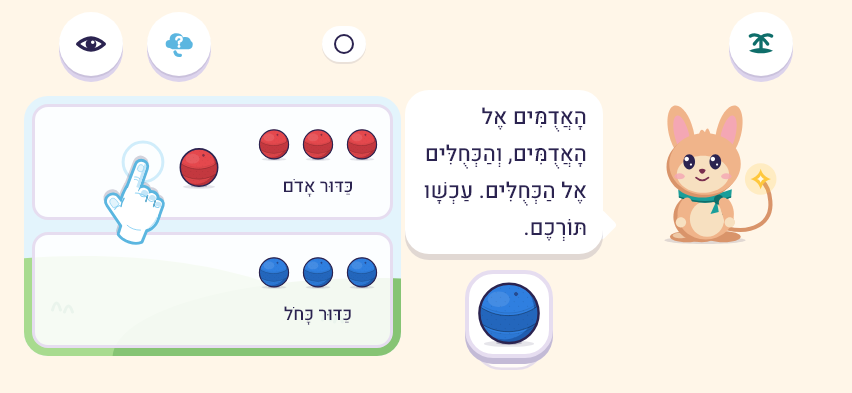 הָאֲדֻמִּים אֶל
הָאֲדֻמִּים, וְהַכְּחֻלִּים
אֶל הַכְּחֻלִּים. עַכְשָׁו
תּוֹרְכֶם.
כַּדּוּר אָדֹם
כַּדּוּר כָּחֹל